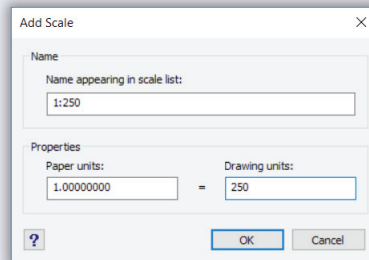 Add Scale
Name
Name appearing in scale list:
1:250
Properties
Paper units: Drawing units:
1.00000000 = 250
? OK Cancel